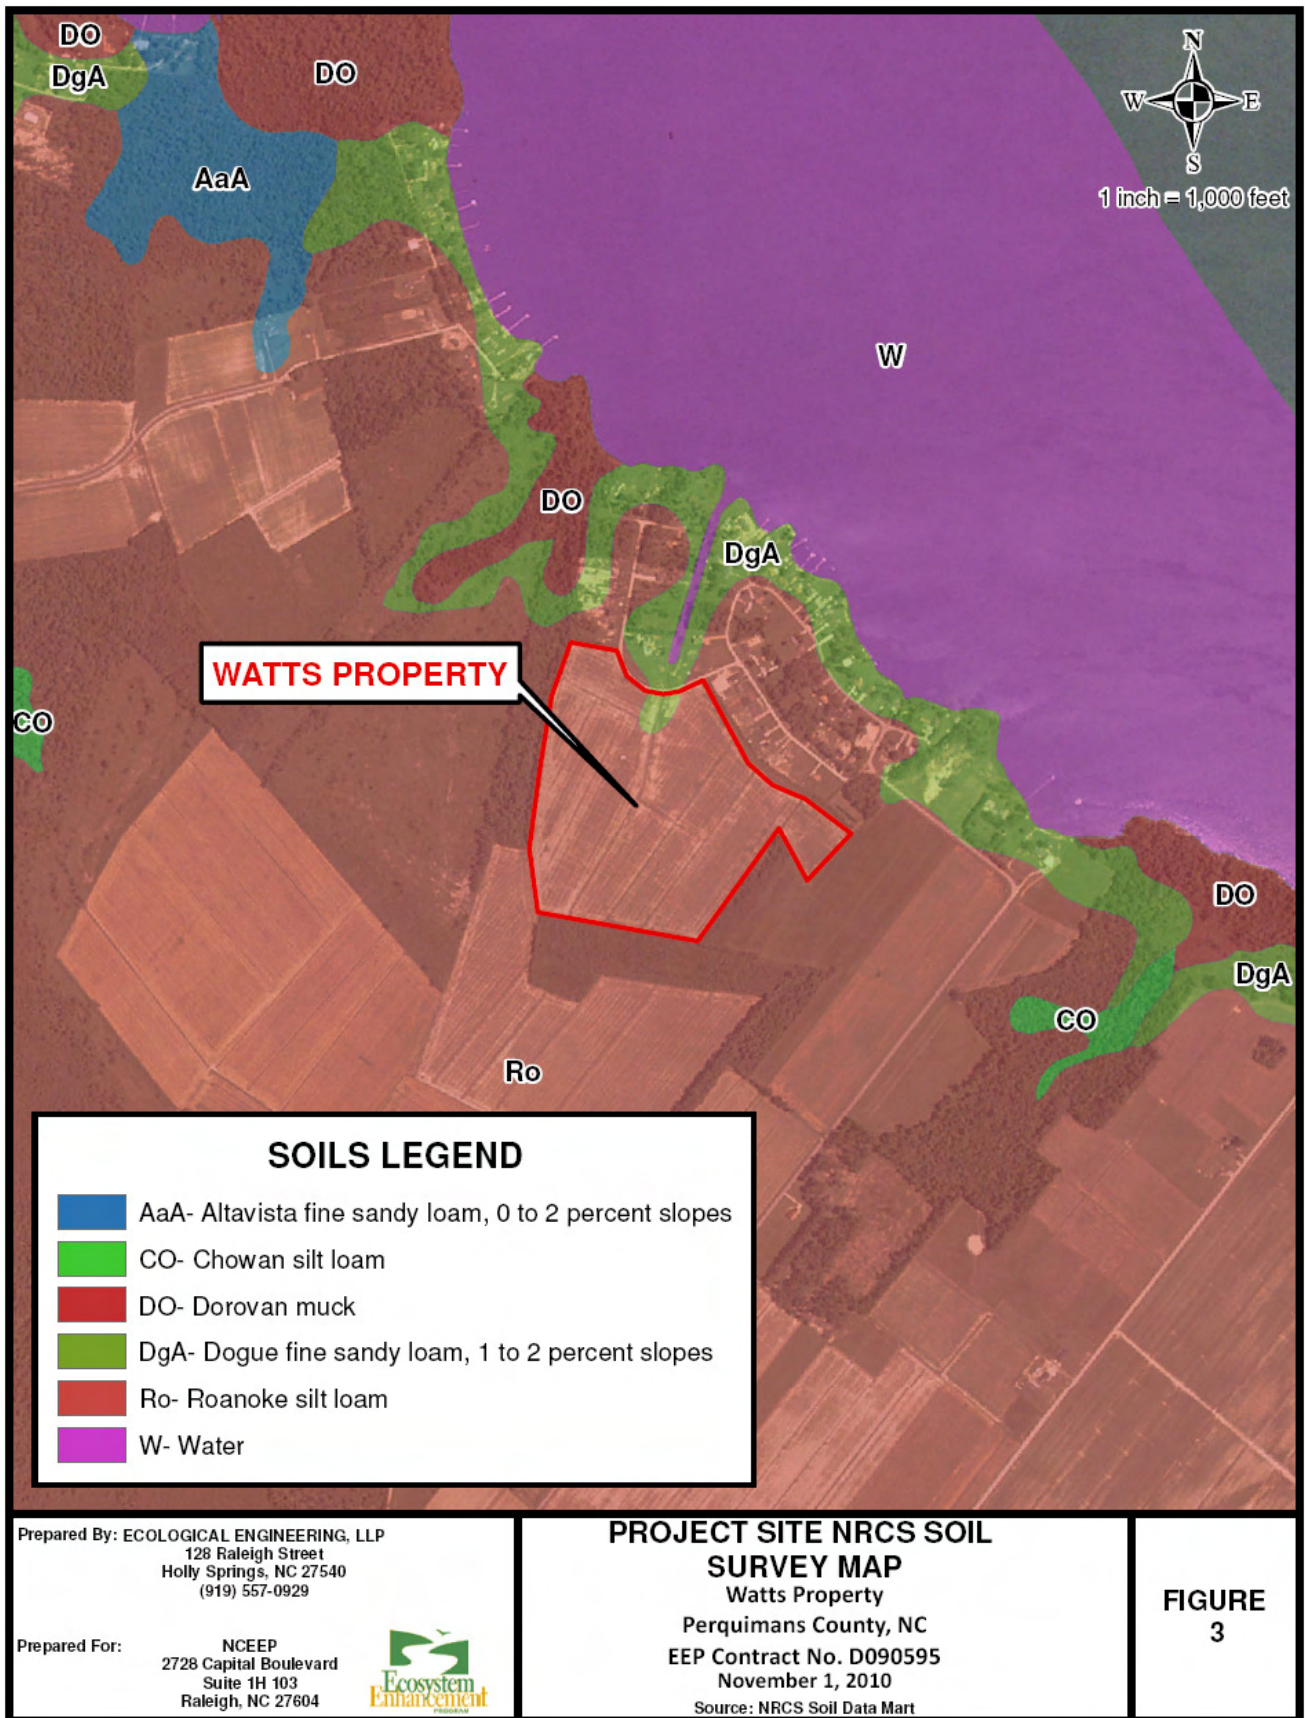 DO
DgA
DO
N
W E
S
1 inch = 1,000 feet
AaA
W
DO
DgA
WATTS PROPERTY
CO
DO
DgA
CO
Ro
SOILS LEGEND
AaA- Altavista fine sandy loam, 0 to 2 percent slopes
CO- Chowan silt loam
DO- Dorovan muck
DgA- Dogue fine sandy loam, 1 to 2 percent slopes
Ro- Roanoke silt loam
W- Water
Prepared By: ECOLOGICAL ENGINEERING, LLP
128 Raleigh Street
Holly Springs, NC 27540
(919) 557-0929
Prepared For: NCEEP
2728 Capital Boulevard
Suite 1H 103
Raleigh, NC 27604
Ecosystem
Enhancement
PROGRAM
PROJECT SITE NRCS SOIL
SURVEY MAP
Watts Property
Perquimans County, NC
EEP Contract No. D090595
November 1, 2010
Source: NRCS Soil Data Mart
FIGURE
3